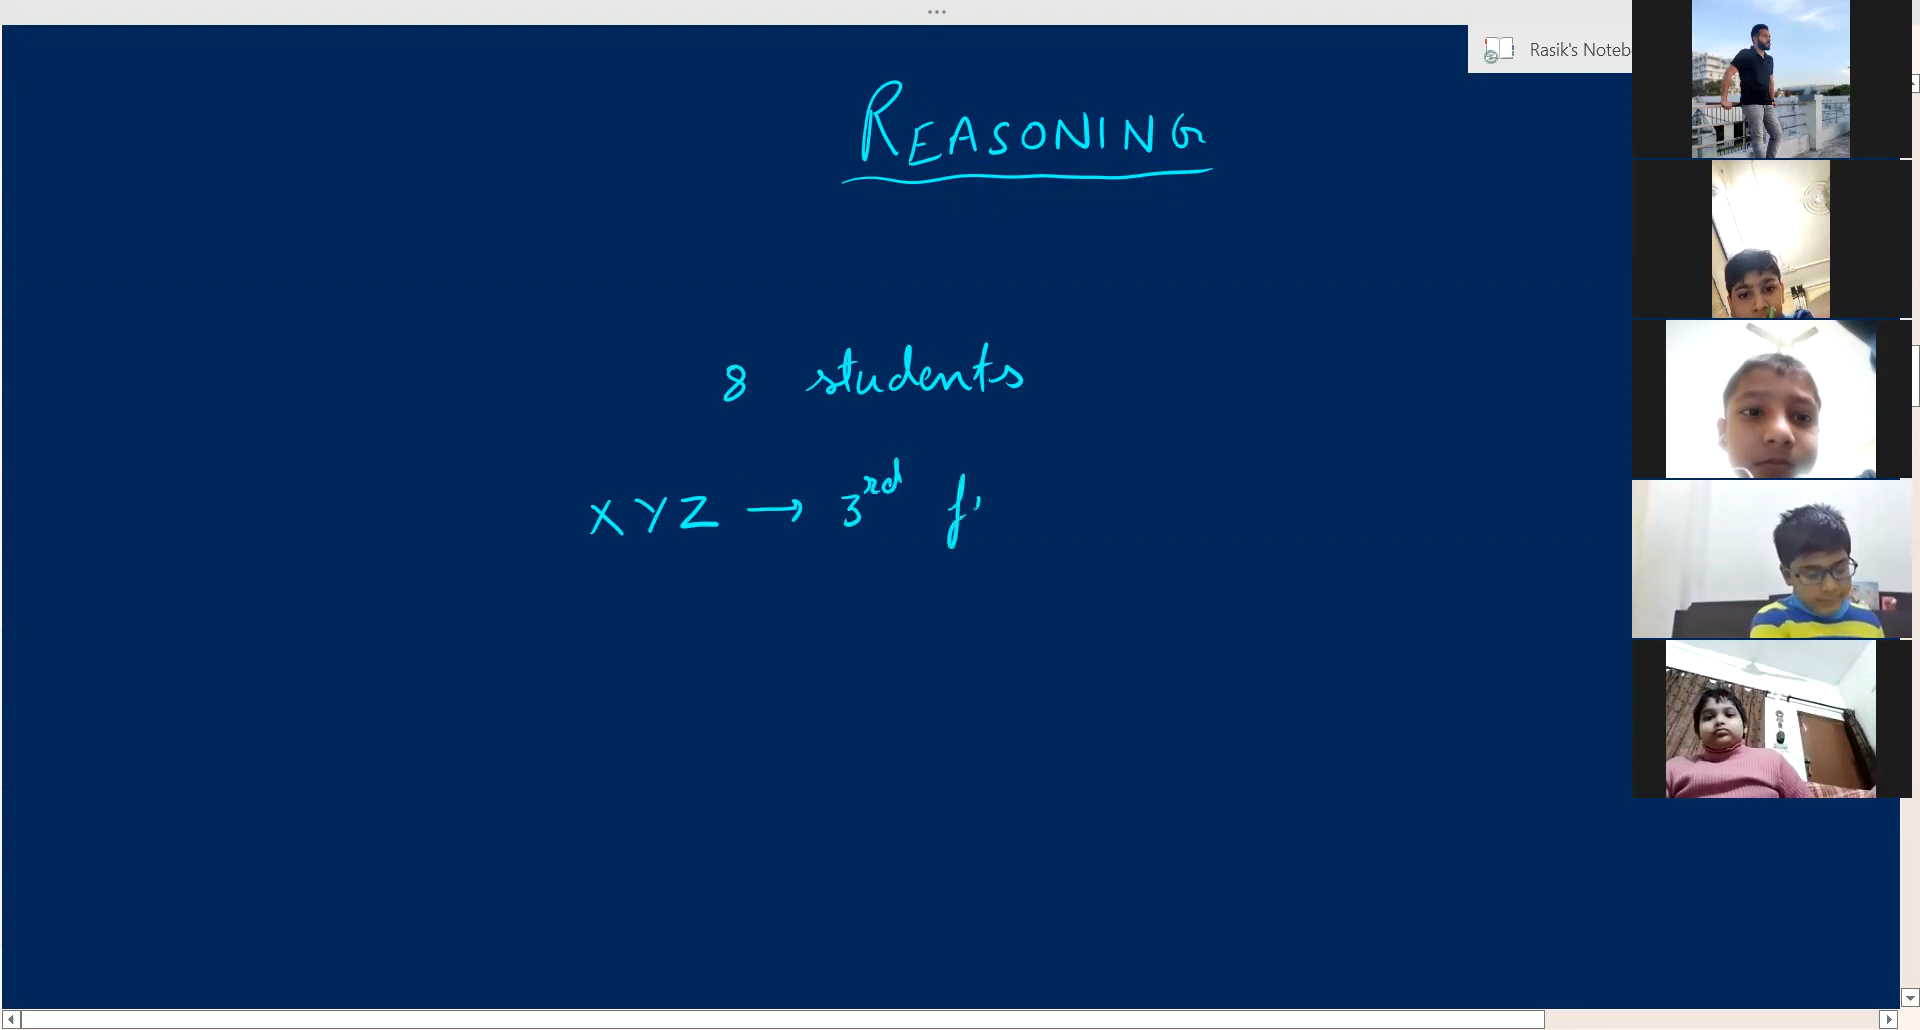 Rasik's Noteb
REASONING
8 students
XYZ → 3rd f